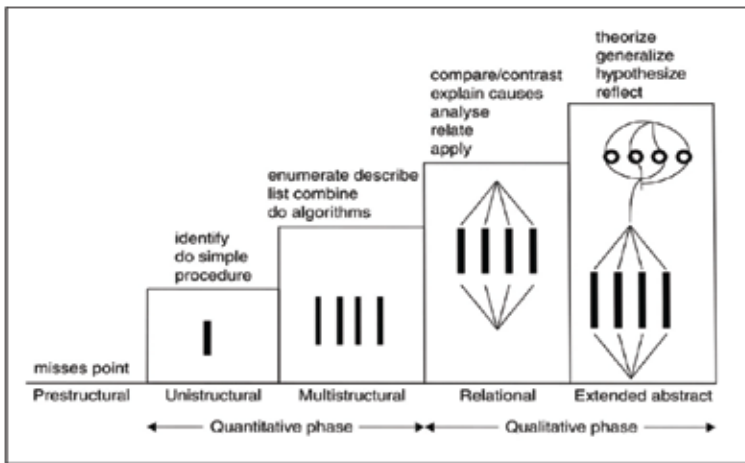 theorize
generalize
hypothesize
reflect
compare/contrast
explain causes
analyse
relate
apply
enumerate describe
list combine
do algorithms
identify
do simple
procedure
misses point
Prestructural Unistructural Multistructural Relational Extended abstract
Quantitative phase Qualitative phase